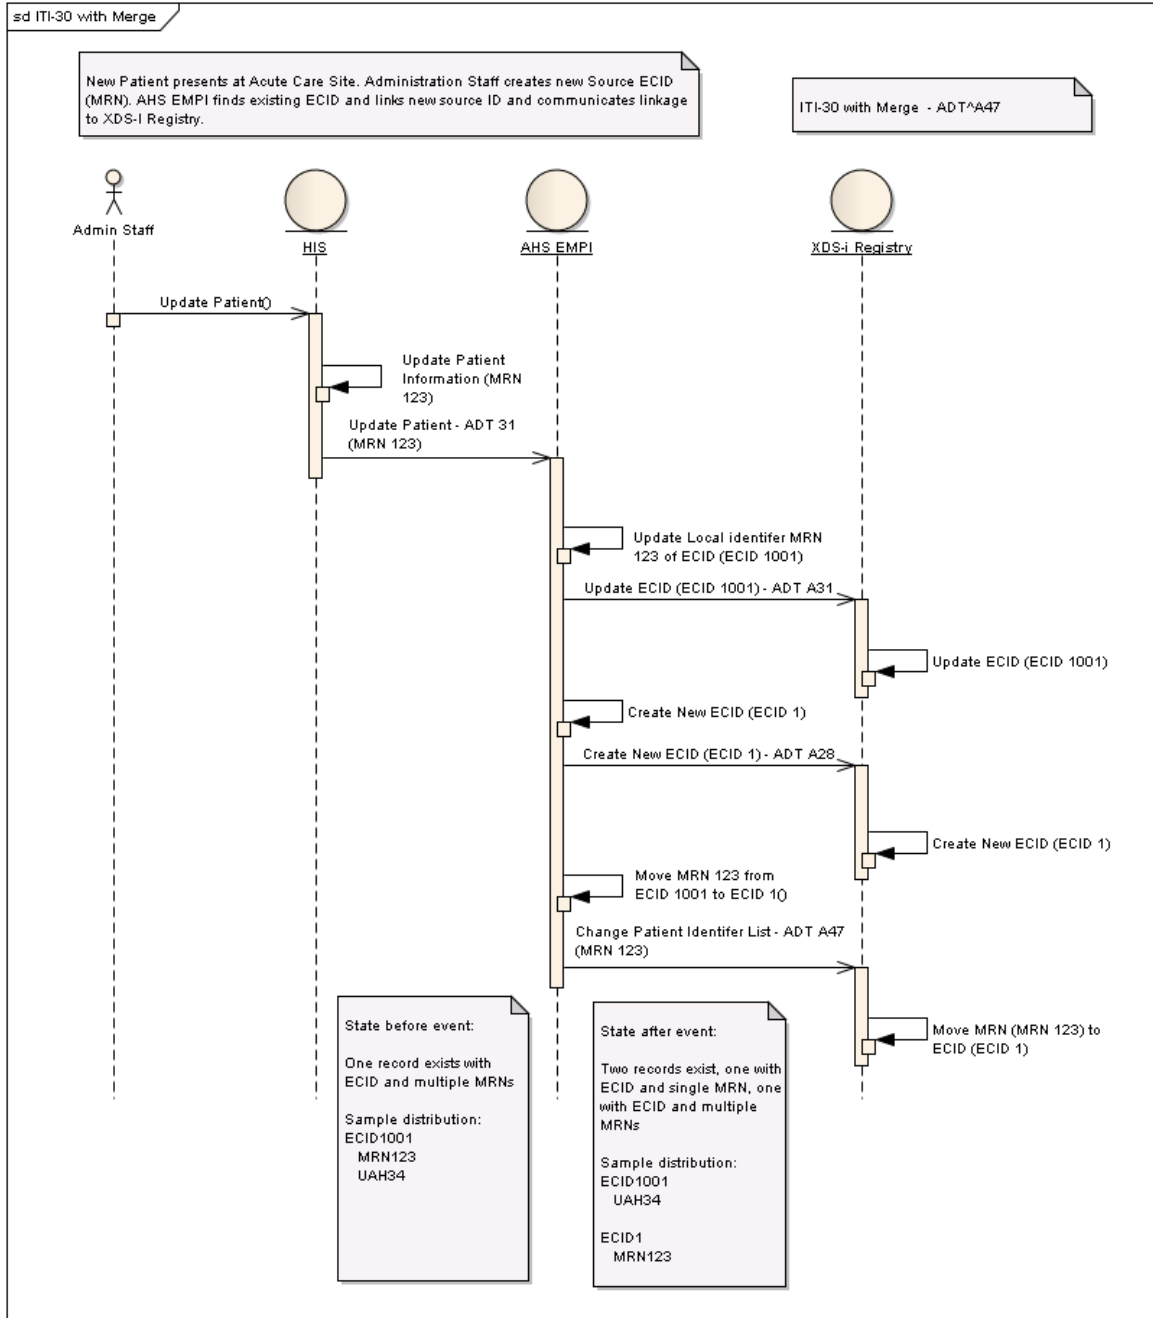 sd ITI-30 with Merge
New Patient presents at Acute Care Site. Administration Staff creates new Source ECID
(MRN). AHS EMPI finds existing ECID and links new source ID and communicates linkage
to XDS-I Registry.
ITI-30 with Merge - ADT^A47
Admin Staff
HIS
AHS EMPI
XDS-i Registry
Update Patient()
Update Patient
Information (MRN
123)
Update Patient - ADT 31
(MRN 123)
Update Local identifer MRN
123 of ECID (ECID 1001)
Update ECID (ECID 1001) - ADT A31
Update ECID (ECID 1001)
Create New ECID (ECID 1)
Create New ECID (ECID 1) - ADT A28
Create New ECID (ECID 1)
Move MRN 123 from
ECID 1001 to ECID 1()
Change Patient Identifer List - ADT A47
(MRN 123)
Move MRN (MRN 123) to
ECID (ECID 1)
State before event:
One record exists with
ECID and multiple MRNs
Sample distribution:
ECID1001
MRN123
UAH34
State after event:
Two records exist, one with
ECID and single MRN, one
with ECID and multiple
MRNs
Sample distribution:
ECID1001
UAH34
ECID1
MRN123